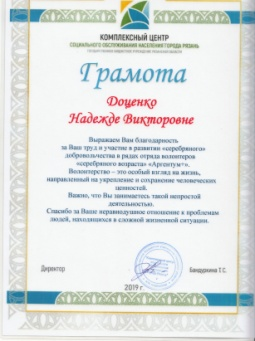 КОМПЛЕКСНЫЙ ЦЕНТР
СОЦИАЛЬНОГО ОБСЛУЖИВАНИЯ НАСЕЛЕНИЯ ГОРОДА РЯЗАНЬ
Грамота
Доценко
Надежде Викторовне
Выражаем Вам благодарность
за Ваш труд и участие в развитии «серебряного»
добровольчества в рядах отряда волонтеров
«серебряного возраста» «Аргентум».
Волонтерство – это особый взгляд на жизнь,
направленный на укрепление и сохранение человеческих
ценностей.
Важно, что Вы занимаетесь такой непростой
деятельностью.
Спасибо за Ваше неравнодушное отношение к проблемам
людей, находящихся в сложной жизненной ситуации.
Директор
Бандуркина Т.С.
2019 г.